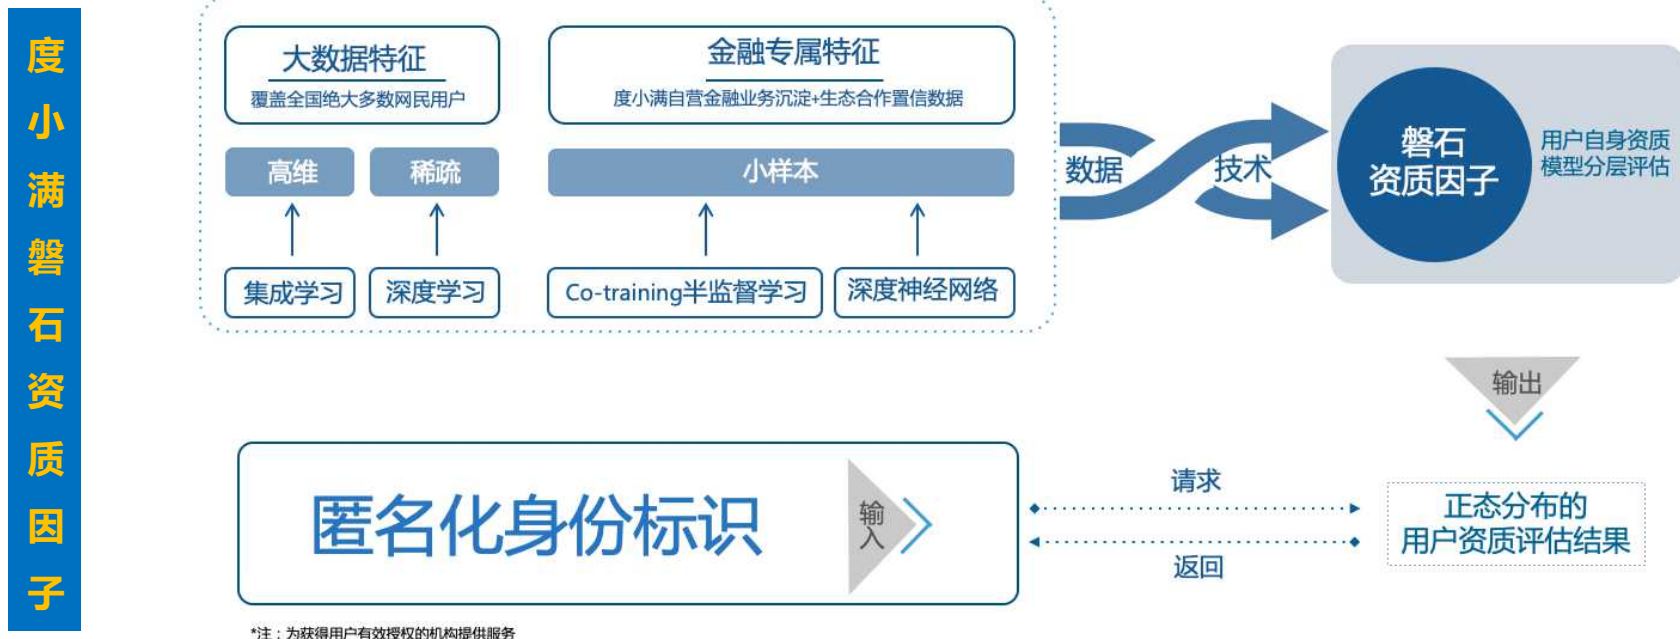 度小满磐石资质因子
大数据特征
覆盖全国绝大多数网民用户
金融专属特征
度小满自营金融业务沉淀+生态合作置信数据
高维
稀疏
小样本
集成学习
深度学习
Co-training半监督学习
深度神经网络
数据
技术
磐石
资质因子
用户自身资质
模型分层评估
输出
匿名化身份标识
输入
请求
返回
正态分布的
用户资质评估结果
*注：为获得用户有效授权的机构提供服务